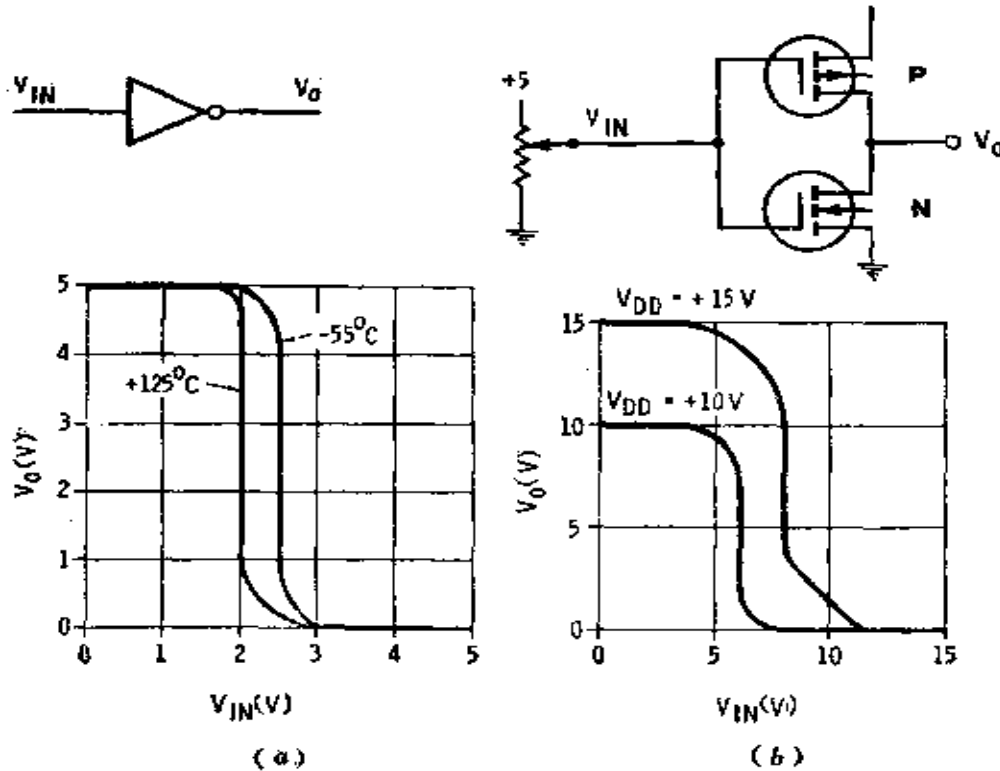 V_IN
V_o
+5
V_IN
P
V_o
N
5
4
3
2
1
0
V_o(V)
-55°C
+125°C
0
1
2
3
4
5
V_IN(V)
(a)
V_DD = +15 V
V_DD = +10 V
15
10
5
0
V_o(V)
0
5
10
15
V_IN(V)
(b)